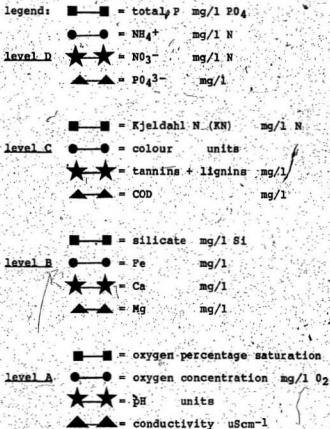 legend: ■—■ = total P mg/l PO4
●—● = NH4+ mg/l N
level D ★—★ = NO3- mg/l N
▲—▲ = PO4 3- mg/l
■—■ = Kjeldahl N (KN) mg/l N
level C ●—● = colour units
★—★ = tannins + lignins mg/l
▲—▲ = COD mg/l
■—■ = silicate mg/l Si
level B ●—● = Fe mg/l
★—★ = Ca mg/l
▲—▲ = Mg mg/l
■—■ = oxygen percentage saturation
level A ●—● = oxygen concentration mg/l O2
★—★ = pH units
▲—▲ = conductivity uScm-1